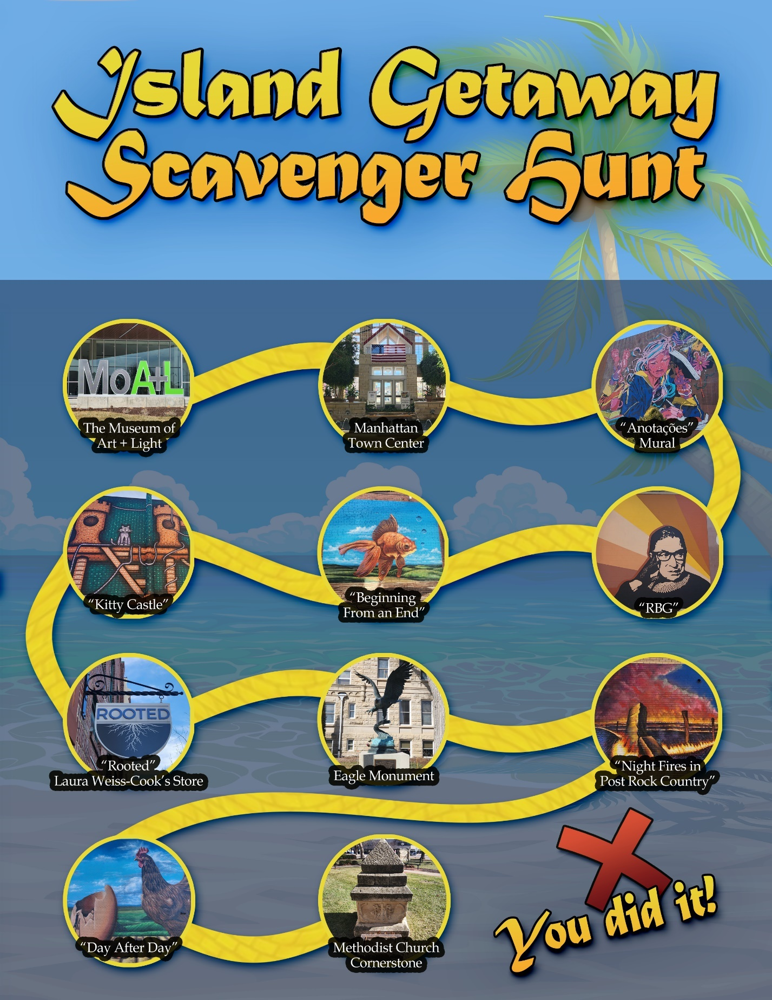 Island Getaway
Scavenger Hunt
MoA+L
The Museum of
Art + Light
Manhattan
Town Center
“Anotações”
Mural
“Kitty Castle”
“Beginning
From an End”
“RBG”
ROOTED
“Rooted”
Laura Weiss-Cook’s Store
Eagle Monument
“Night Fires in
Post Rock Country”
“Day After Day”
Methodist Church
Cornerstone
You did it!